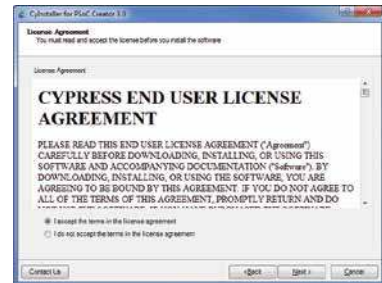 CyInstaller for PSoC Creator 3.0
License Agreement
You must read and accept the license before you install the software
License Agreement
CYPRESS END USER LICENSE
AGREEMENT
PLEASE READ THIS END USER LICENSE AGREEMENT ("Agreement")
CAREFULLY BEFORE DOWNLOADING, INSTALLING, OR USING THIS
SOFTWARE AND ACCOMPANYING DOCUMENTATION ("Software"). BY
DOWNLOADING, INSTALLING, OR USING THE SOFTWARE, YOU ARE
AGREEING TO BE BOUND BY THIS AGREEMENT. IF YOU DO NOT AGREE TO
ALL OF THE TERMS OF THIS AGREEMENT, PROMPTLY RETURN AND DO
I accept the terms in the license agreement
I do not accept the terms in the license agreement
Contact Us
< Back
Next >
Cancel